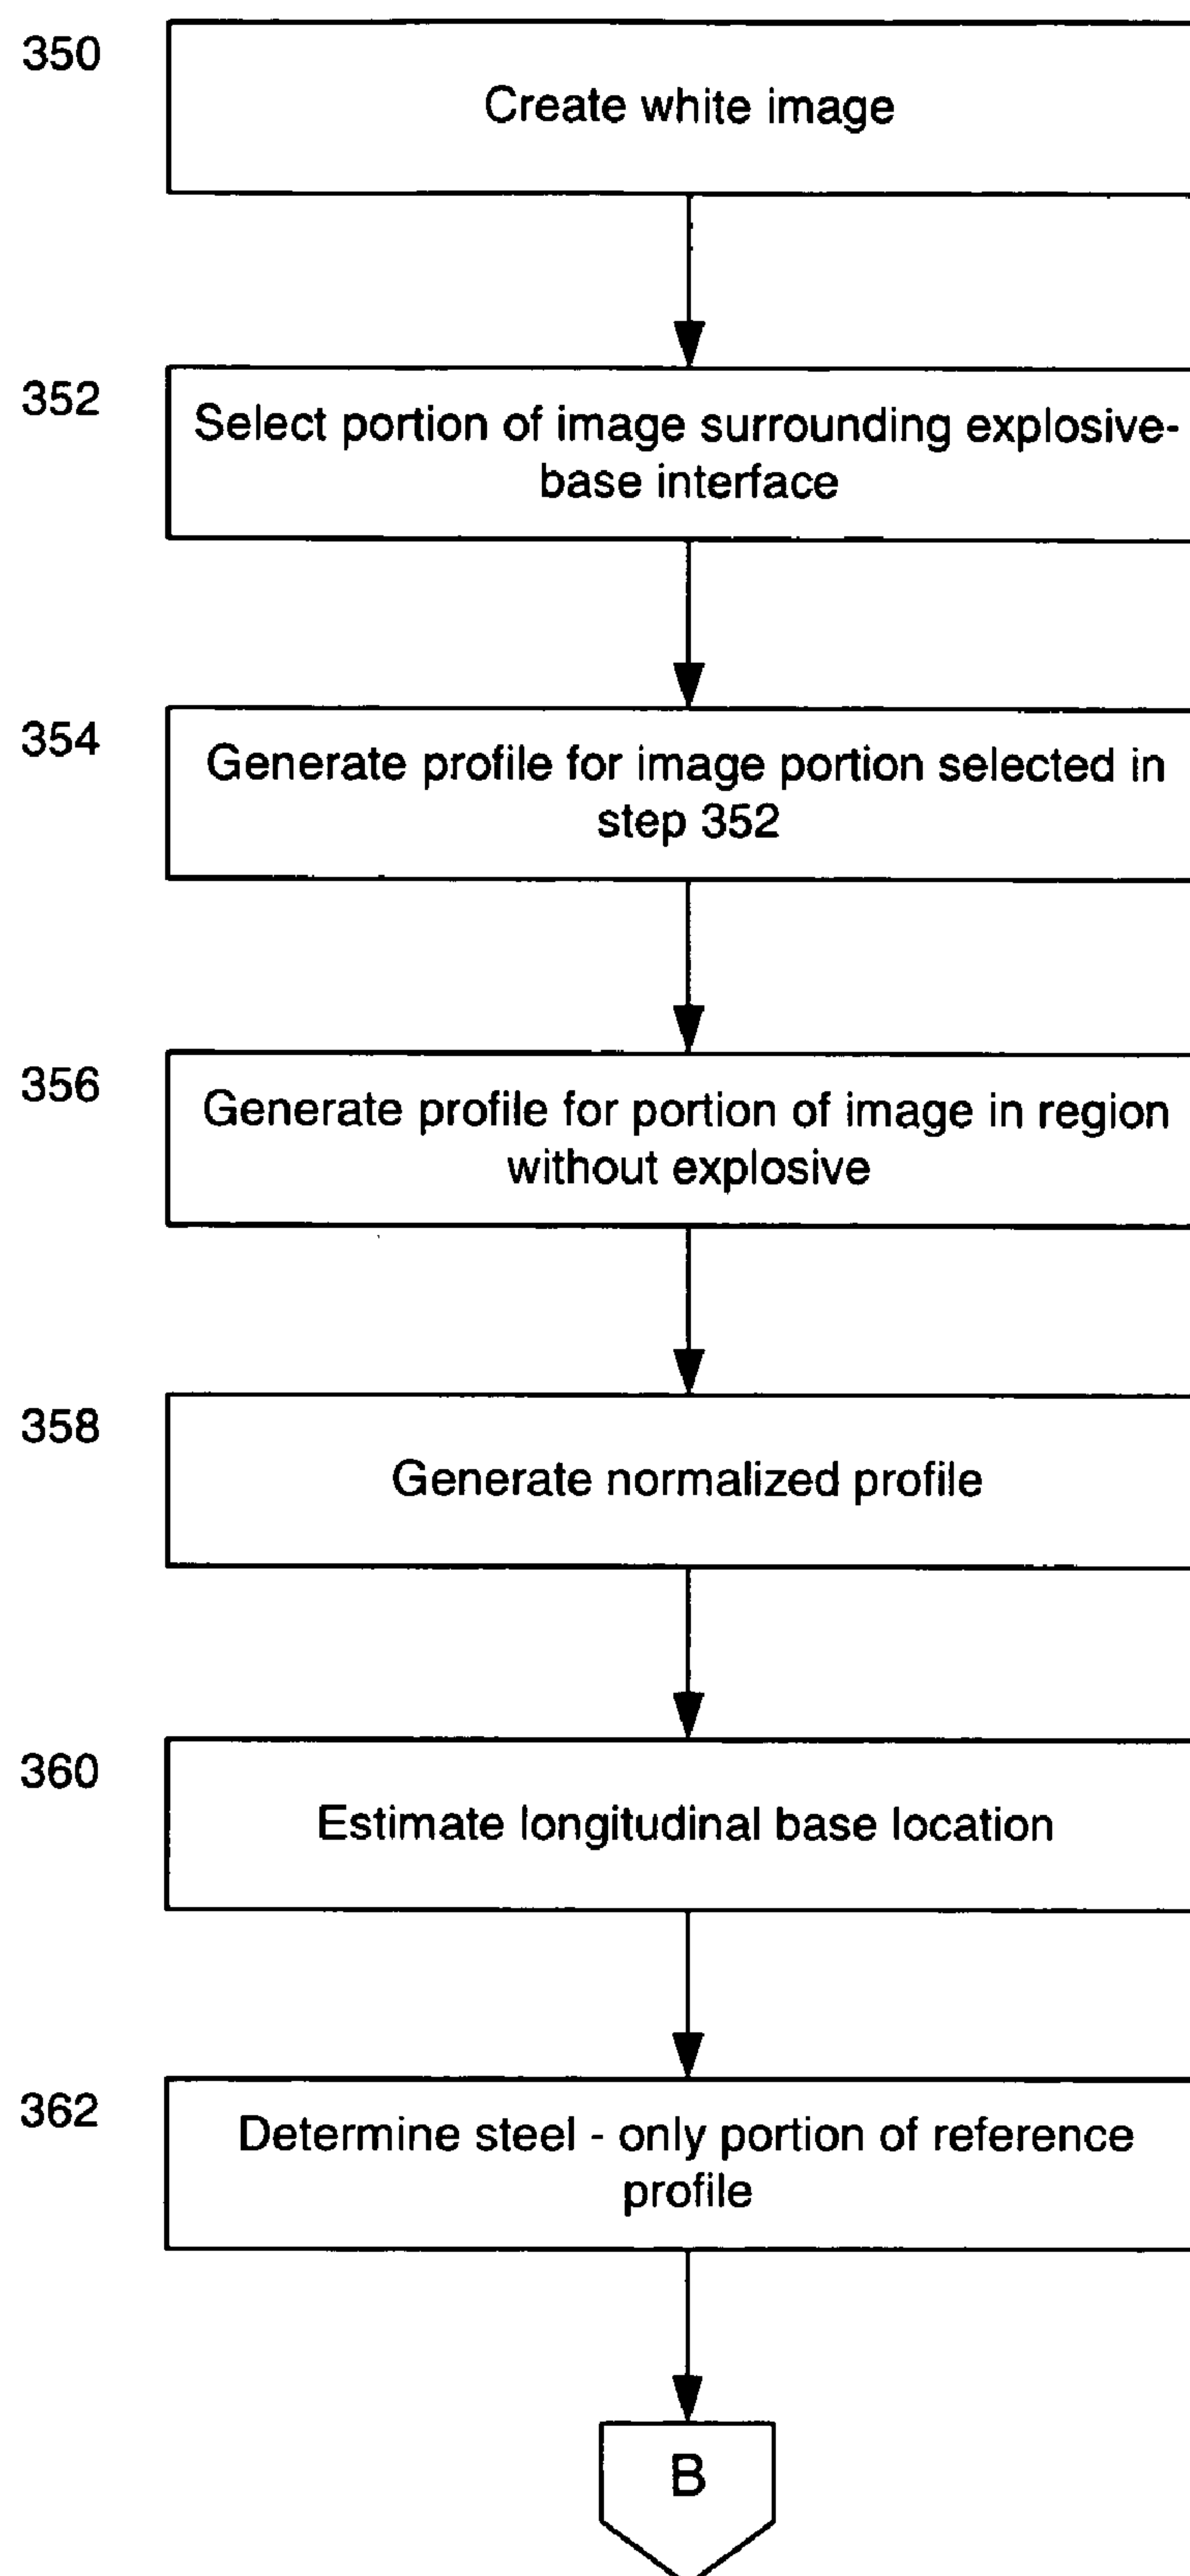 350
Create white image
352
Select portion of image surrounding explosive-
base interface
354
Generate profile for image portion selected in
step 352
356
Generate profile for portion of image in region
without explosive
358
Generate normalized profile
360
Estimate longitudinal base location
362
Determine steel - only portion of reference
profile
B